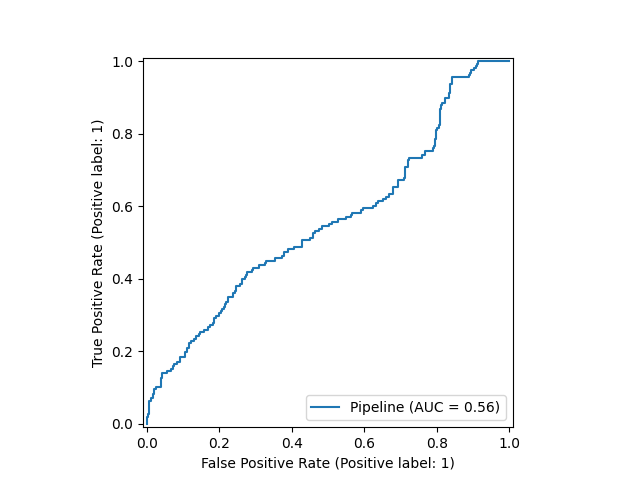 1.0
0.8
0.6
0.4
0.2
0.0
True Positive Rate (Positive label: 1)
Pipeline (AUC = 0.56)
0.0 0.2 0.4 0.6 0.8 1.0
False Positive Rate (Positive label: 1)